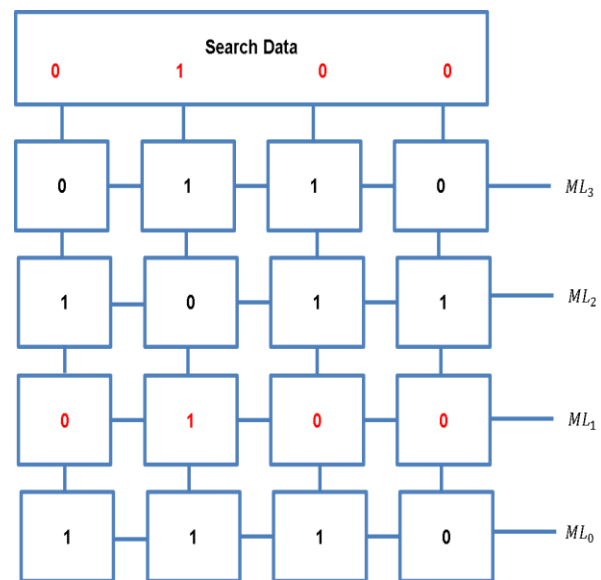 Search Data
0 1 0 0
0 1 1 0 ML₃
1 0 1 1 ML₂
0 1 0 0 ML₁
1 1 1 0 ML₀